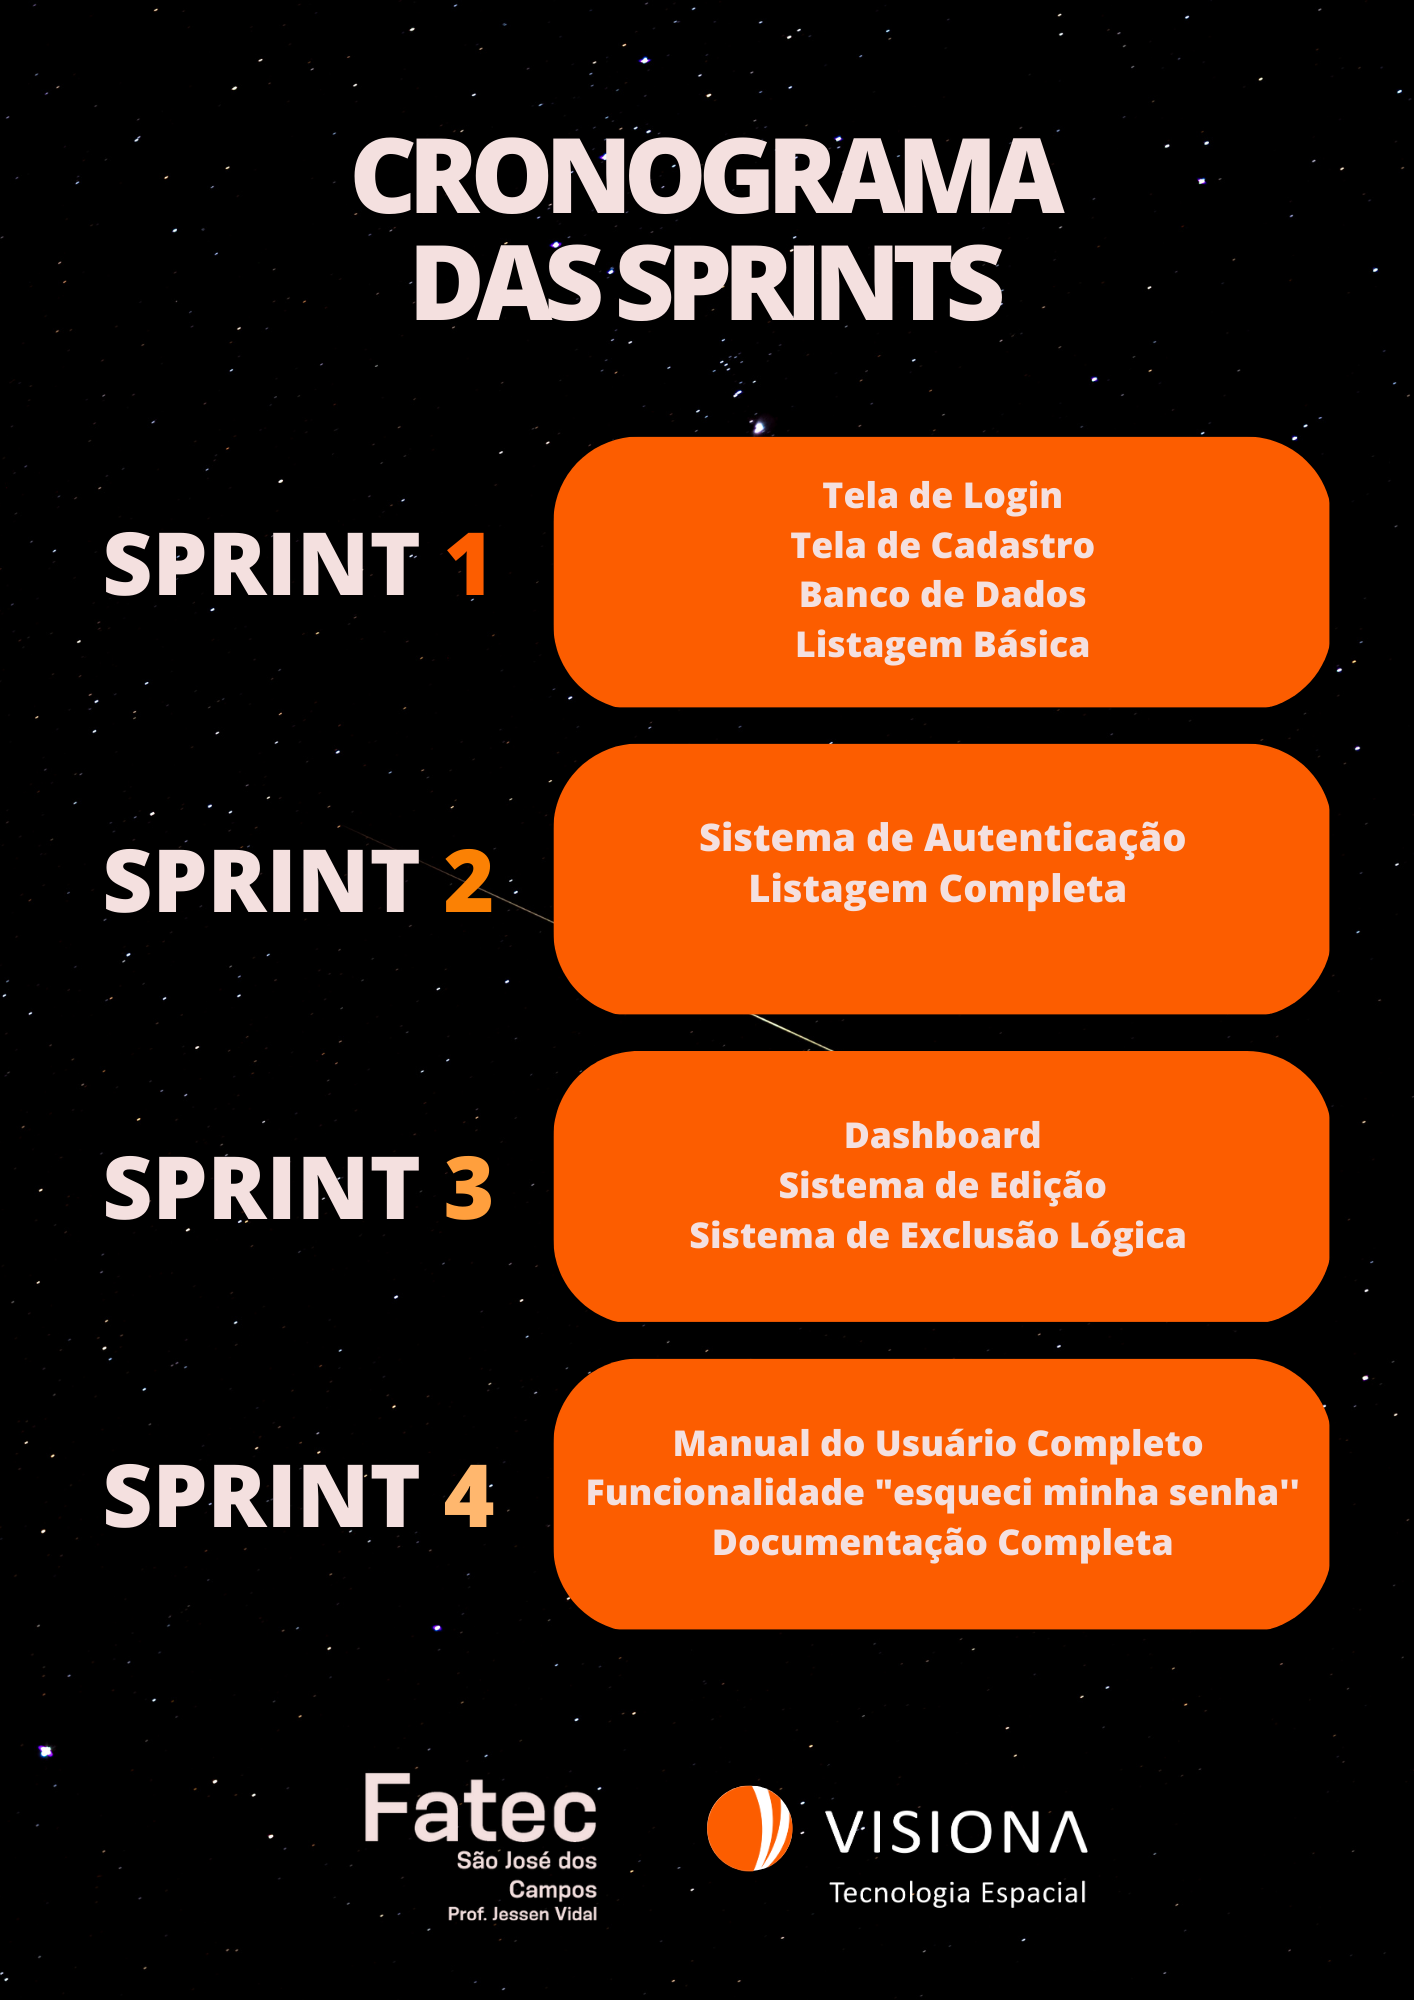 CRONOGRAMA
DAS SPRINTS
SPRINT 1
Tela de Login
Tela de Cadastro
Banco de Dados
Listagem Básica
SPRINT 2
Sistema de Autenticação
Listagem Completa
SPRINT 3
Dashboard
Sistema de Edição
Sistema de Exclusão Lógica
SPRINT 4
Manual do Usuário Completo
Funcionalidade "esqueci minha senha''
Documentação Completa
Fatec
São José dos
Campos
Prof. Jessen Vidal
VISIONA
Tecnologia Espacial